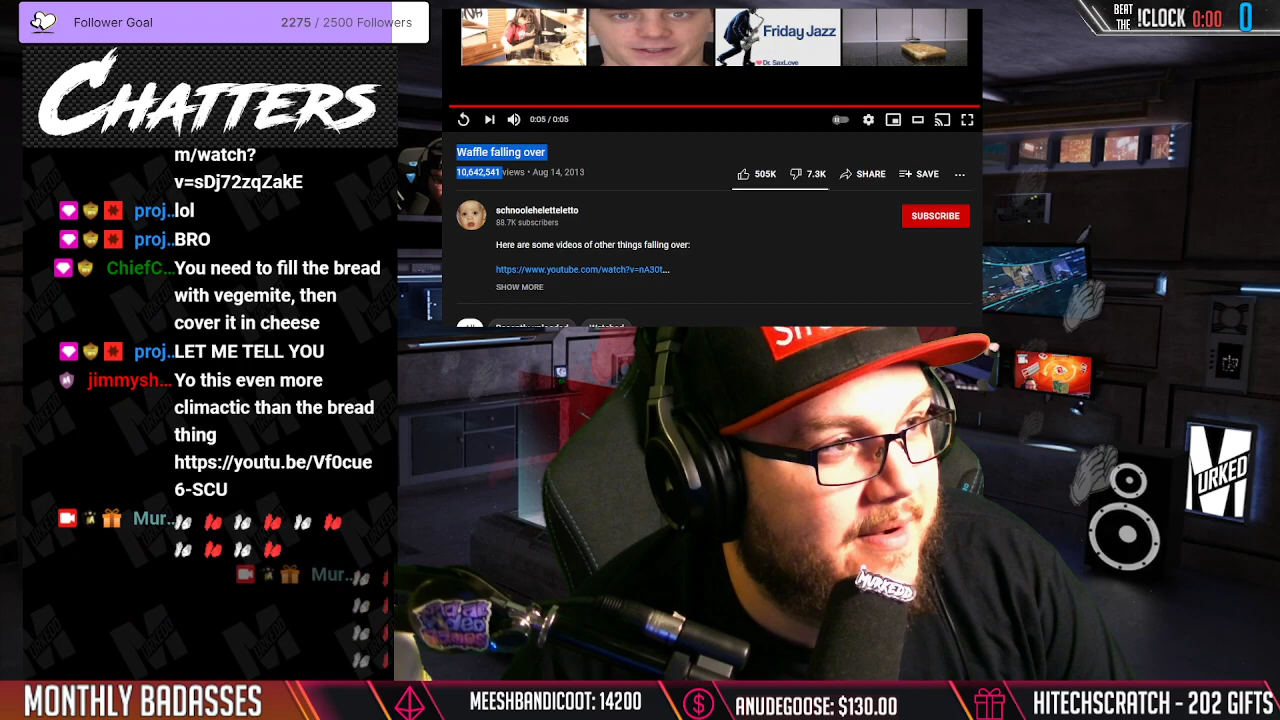 Follower Goal
2275 / 2500 Followers
CHATTERS
m/watch?
v=sDj72zqZakE
proj.. lol
proj.. BRO
ChiefC... You need to fill the bread
with vegemite, then
cover it in cheese
proj.. LET ME TELL YOU
jimmysh... Yo this even more
climactic than the bread
thing
https://youtu.be/Vf0cue
6-SCU
Mur..
Mur..
Friday Jazz
Dr. SaxLove
0:05 / 0:05
Waffle falling over
10,642,541 views • Aug 14, 2013
505K
7.3K
SHARE
SAVE
schnooleheletteletto
88.7K subscribers
SUBSCRIBE
Here are some videos of other things falling over:
https://www.youtube.com/watch?v=nA30t...
SHOW MORE
BEAT
THE
!CLOCK 0:00 0
MURKED
MURKEDD
MONTHLY BADASSES
MEESHBANDICOOT: 14200
ANUDEGOOSE: $130.00
HITECHSCRATCH - 202 GIFTS